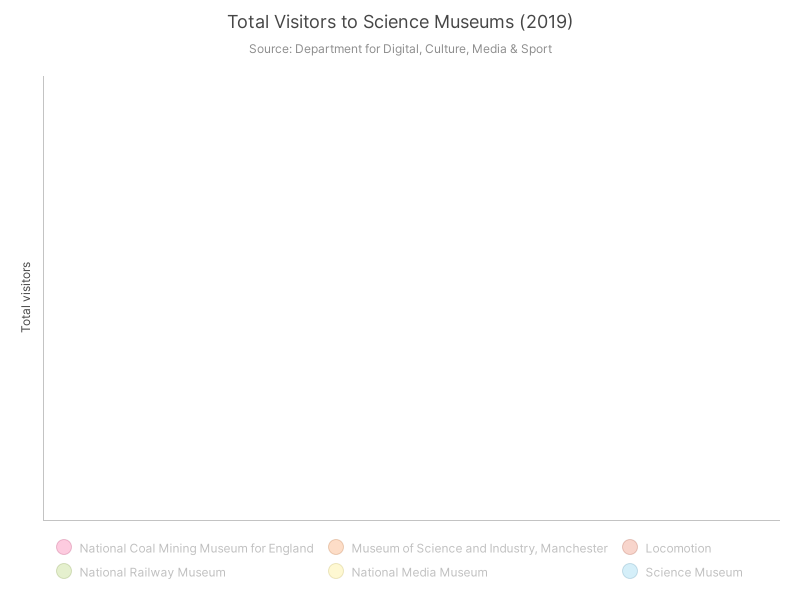 Total Visitors to Science Museums (2019)
Source: Department for Digital, Culture, Media & Sport
Total visitors
National Coal Mining Museum for England
Museum of Science and Industry, Manchester
Locomotion
National Railway Museum
National Media Museum
Science Museum